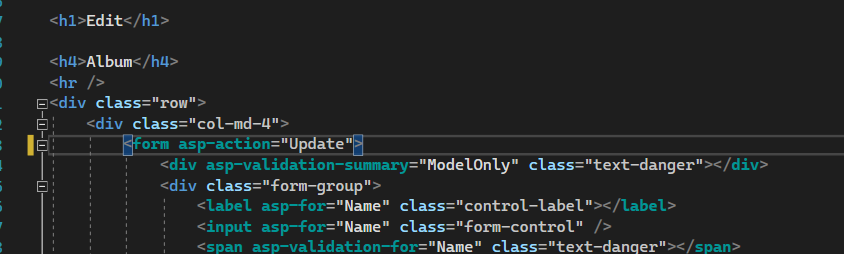 <h1>Edit</h1>
<h4>Album</h4>
<hr />
<div class="row">
<div class="col-md-4">
<form asp-action="Update">
<div asp-validation-summary="ModelOnly" class="text-danger"></div>
<div class="form-group">
<label asp-for="Name" class="control-label"></label>
<input asp-for="Name" class="form-control" />
<span asp-validation-for="Name" class="text-danger"></span>